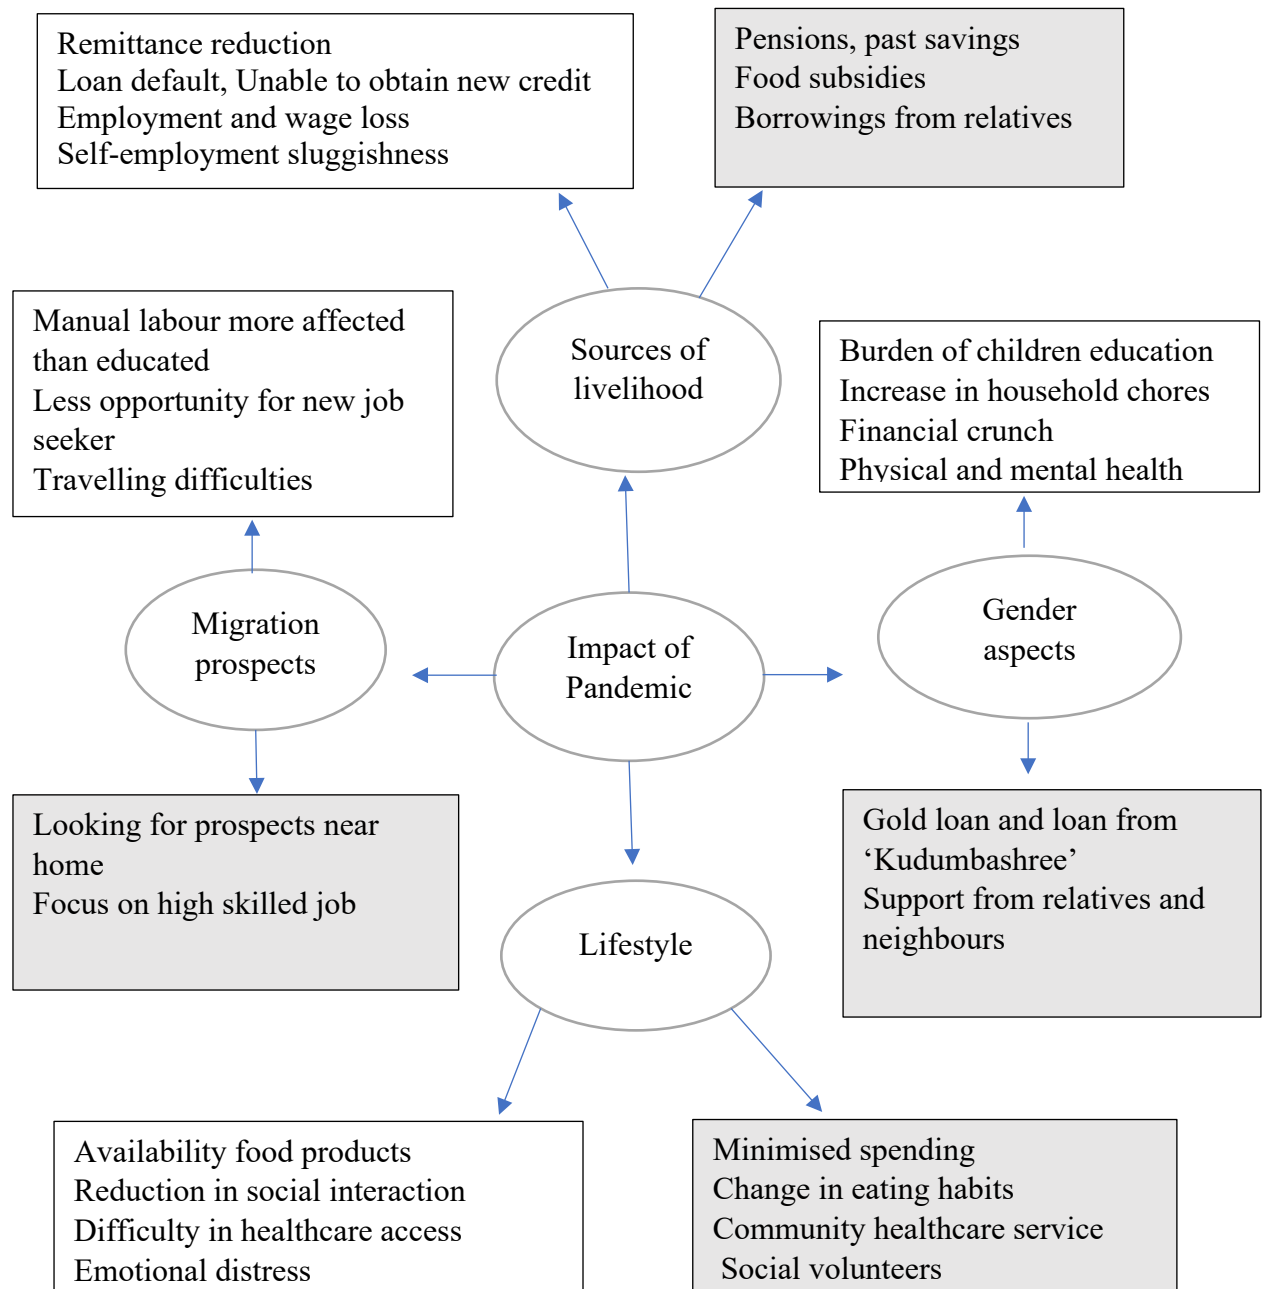 Remittance reduction
Loan default, Unable to obtain new credit
Employment and wage loss
Self-employment sluggishness
Pensions, past savings
Food subsidies
Borrowings from relatives
Sources of
livelihood
Manual labour more affected
than educated
Less opportunity for new job
seeker
Travelling difficulties
Burden of children education
Increase in household chores
Financial crunch
Physical and mental health
Migration
prospects
Impact of
Pandemic
Gender
aspects
Looking for prospects near
home
Focus on high skilled job
Gold loan and loan from
‘Kudumbashree’
Support from relatives and
neighbours
Lifestyle
Availability food products
Reduction in social interaction
Difficulty in healthcare access
Emotional distress
Minimised spending
Change in eating habits
Community healthcare service
Social volunteers